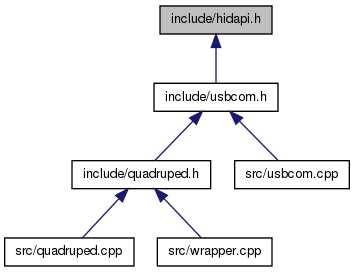 include/hidapi.h
include/usbcom.h
include/quadruped.h
src/usbcom.cpp
src/quadruped.cpp
src/wrapper.cpp